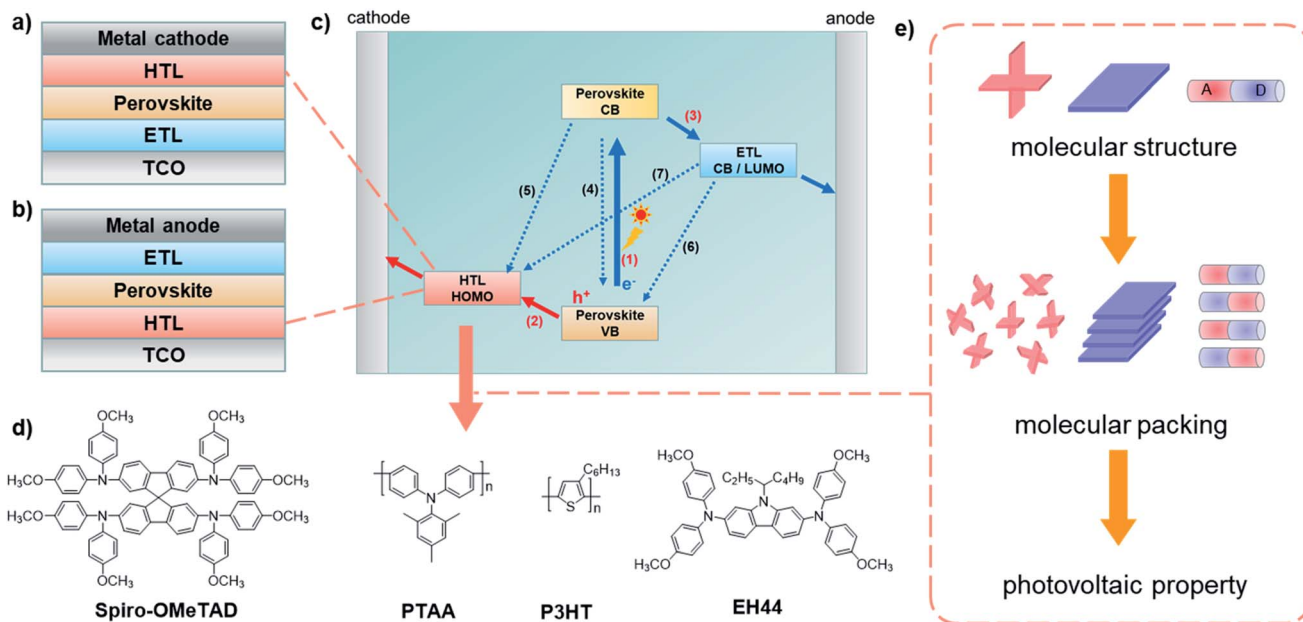 a)
Metal cathode
HTL
Perovskite
ETL
TCO
b)
Metal anode
ETL
Perovskite
HTL
TCO
c)
cathode
anode
Perovskite
CB
(3)
ETL
CB / LUMO
(5)
(4)
(7)
(6)
(1)
HTL
HOMO
h⁺
e⁻
(2)
Perovskite
VB
d)
OCH₃
OCH₃
H₃CO
N
N
OCH₃
H₃CO
N
N
OCH₃
OCH₃
OCH₃
Spiro-OMeTAD
n
N
PTAA
C₆H₁₃
S
n
P3HT
H₃CO
OCH₃
C₂H₅
C₄H₉
N
N
N
H₃CO
OCH₃
EH44
e)
A
D
molecular structure
molecular packing
photovoltaic property